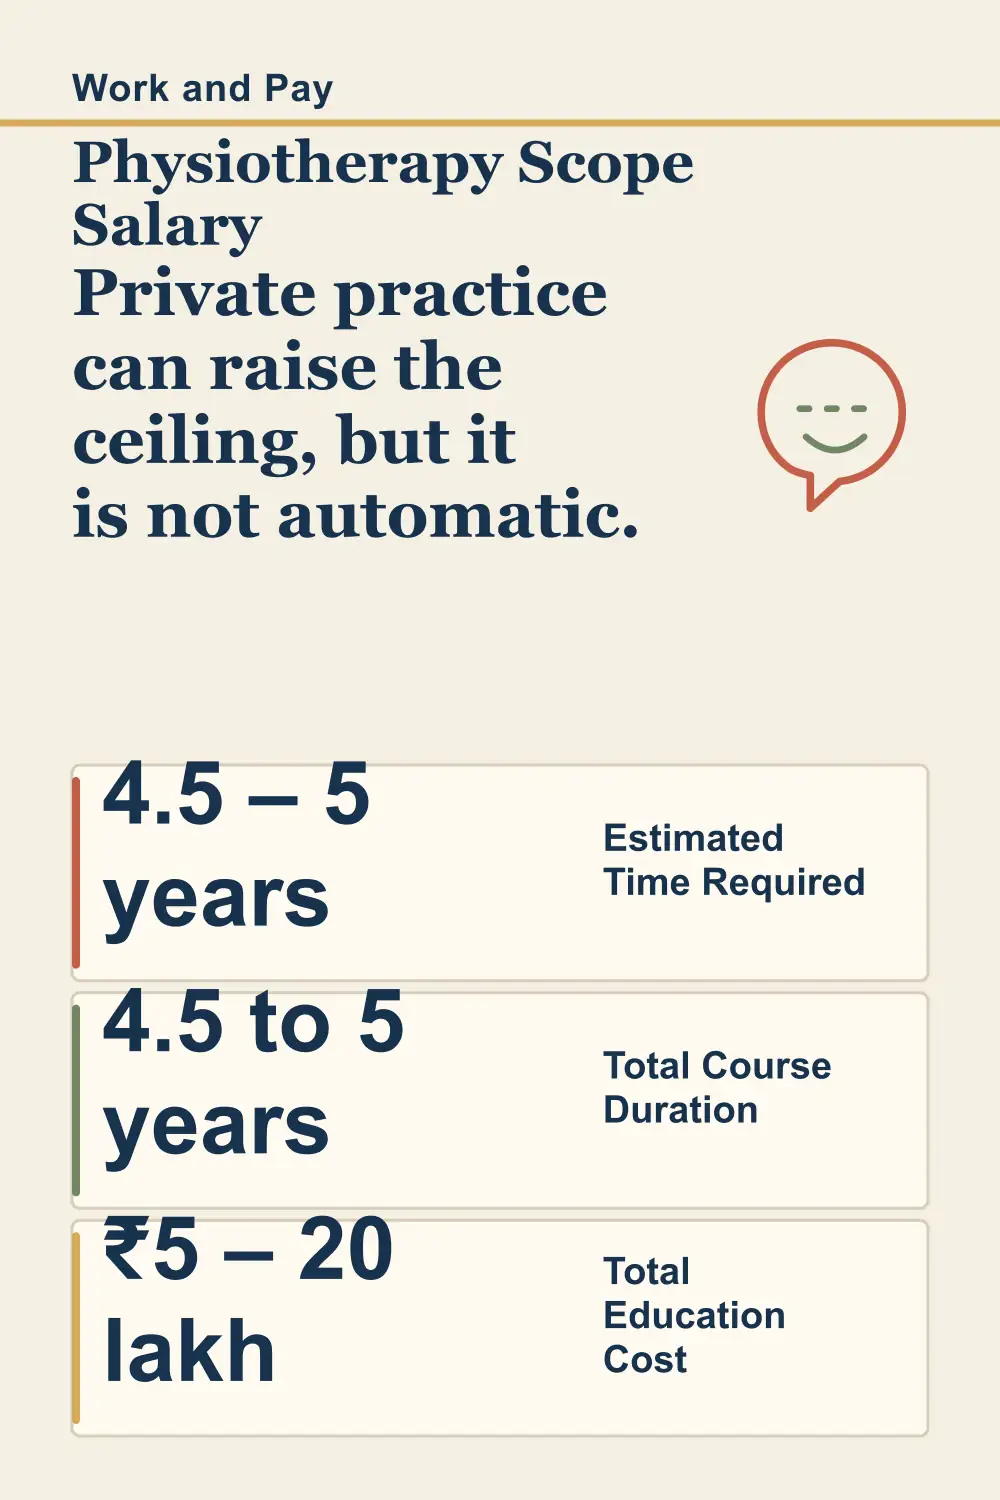 Work and Pay
Physiotherapy Scope
Salary
Private practice
can raise the
ceiling, but it
is not automatic.
4.5 – 5
years
Estimated
Time Required
4.5 to 5
years
Total Course
Duration
₹5 – 20
lakh
Total
Education
Cost